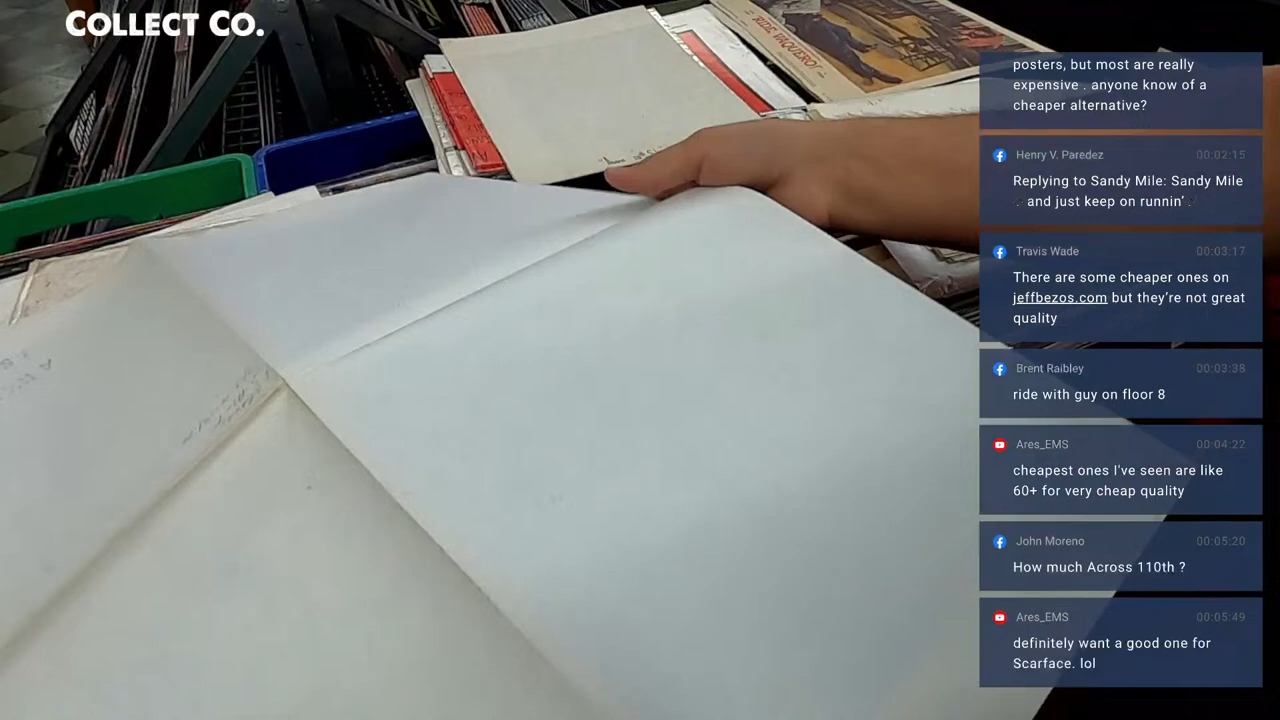 COLLECT CO.
"RIDE, VAQUERO!"
posters, but most are really
expensive . anyone know of a
cheaper alternative?
Henry V. Paredez 00:02:15
Replying to Sandy Mile: Sandy Mile
and just keep on runnin'
Travis Wade 00:03:17
There are some cheaper ones on
jeffbezos.com but they're not great
quality
Brent Raibley 00:03:38
ride with guy on floor 8
Ares_EMS 00:04:22
cheapest ones I've seen are like
60+ for very cheap quality
John Moreno 00:05:20
How much Across 110th ?
Ares_EMS 00:05:49
definitely want a good one for
Scarface. lol